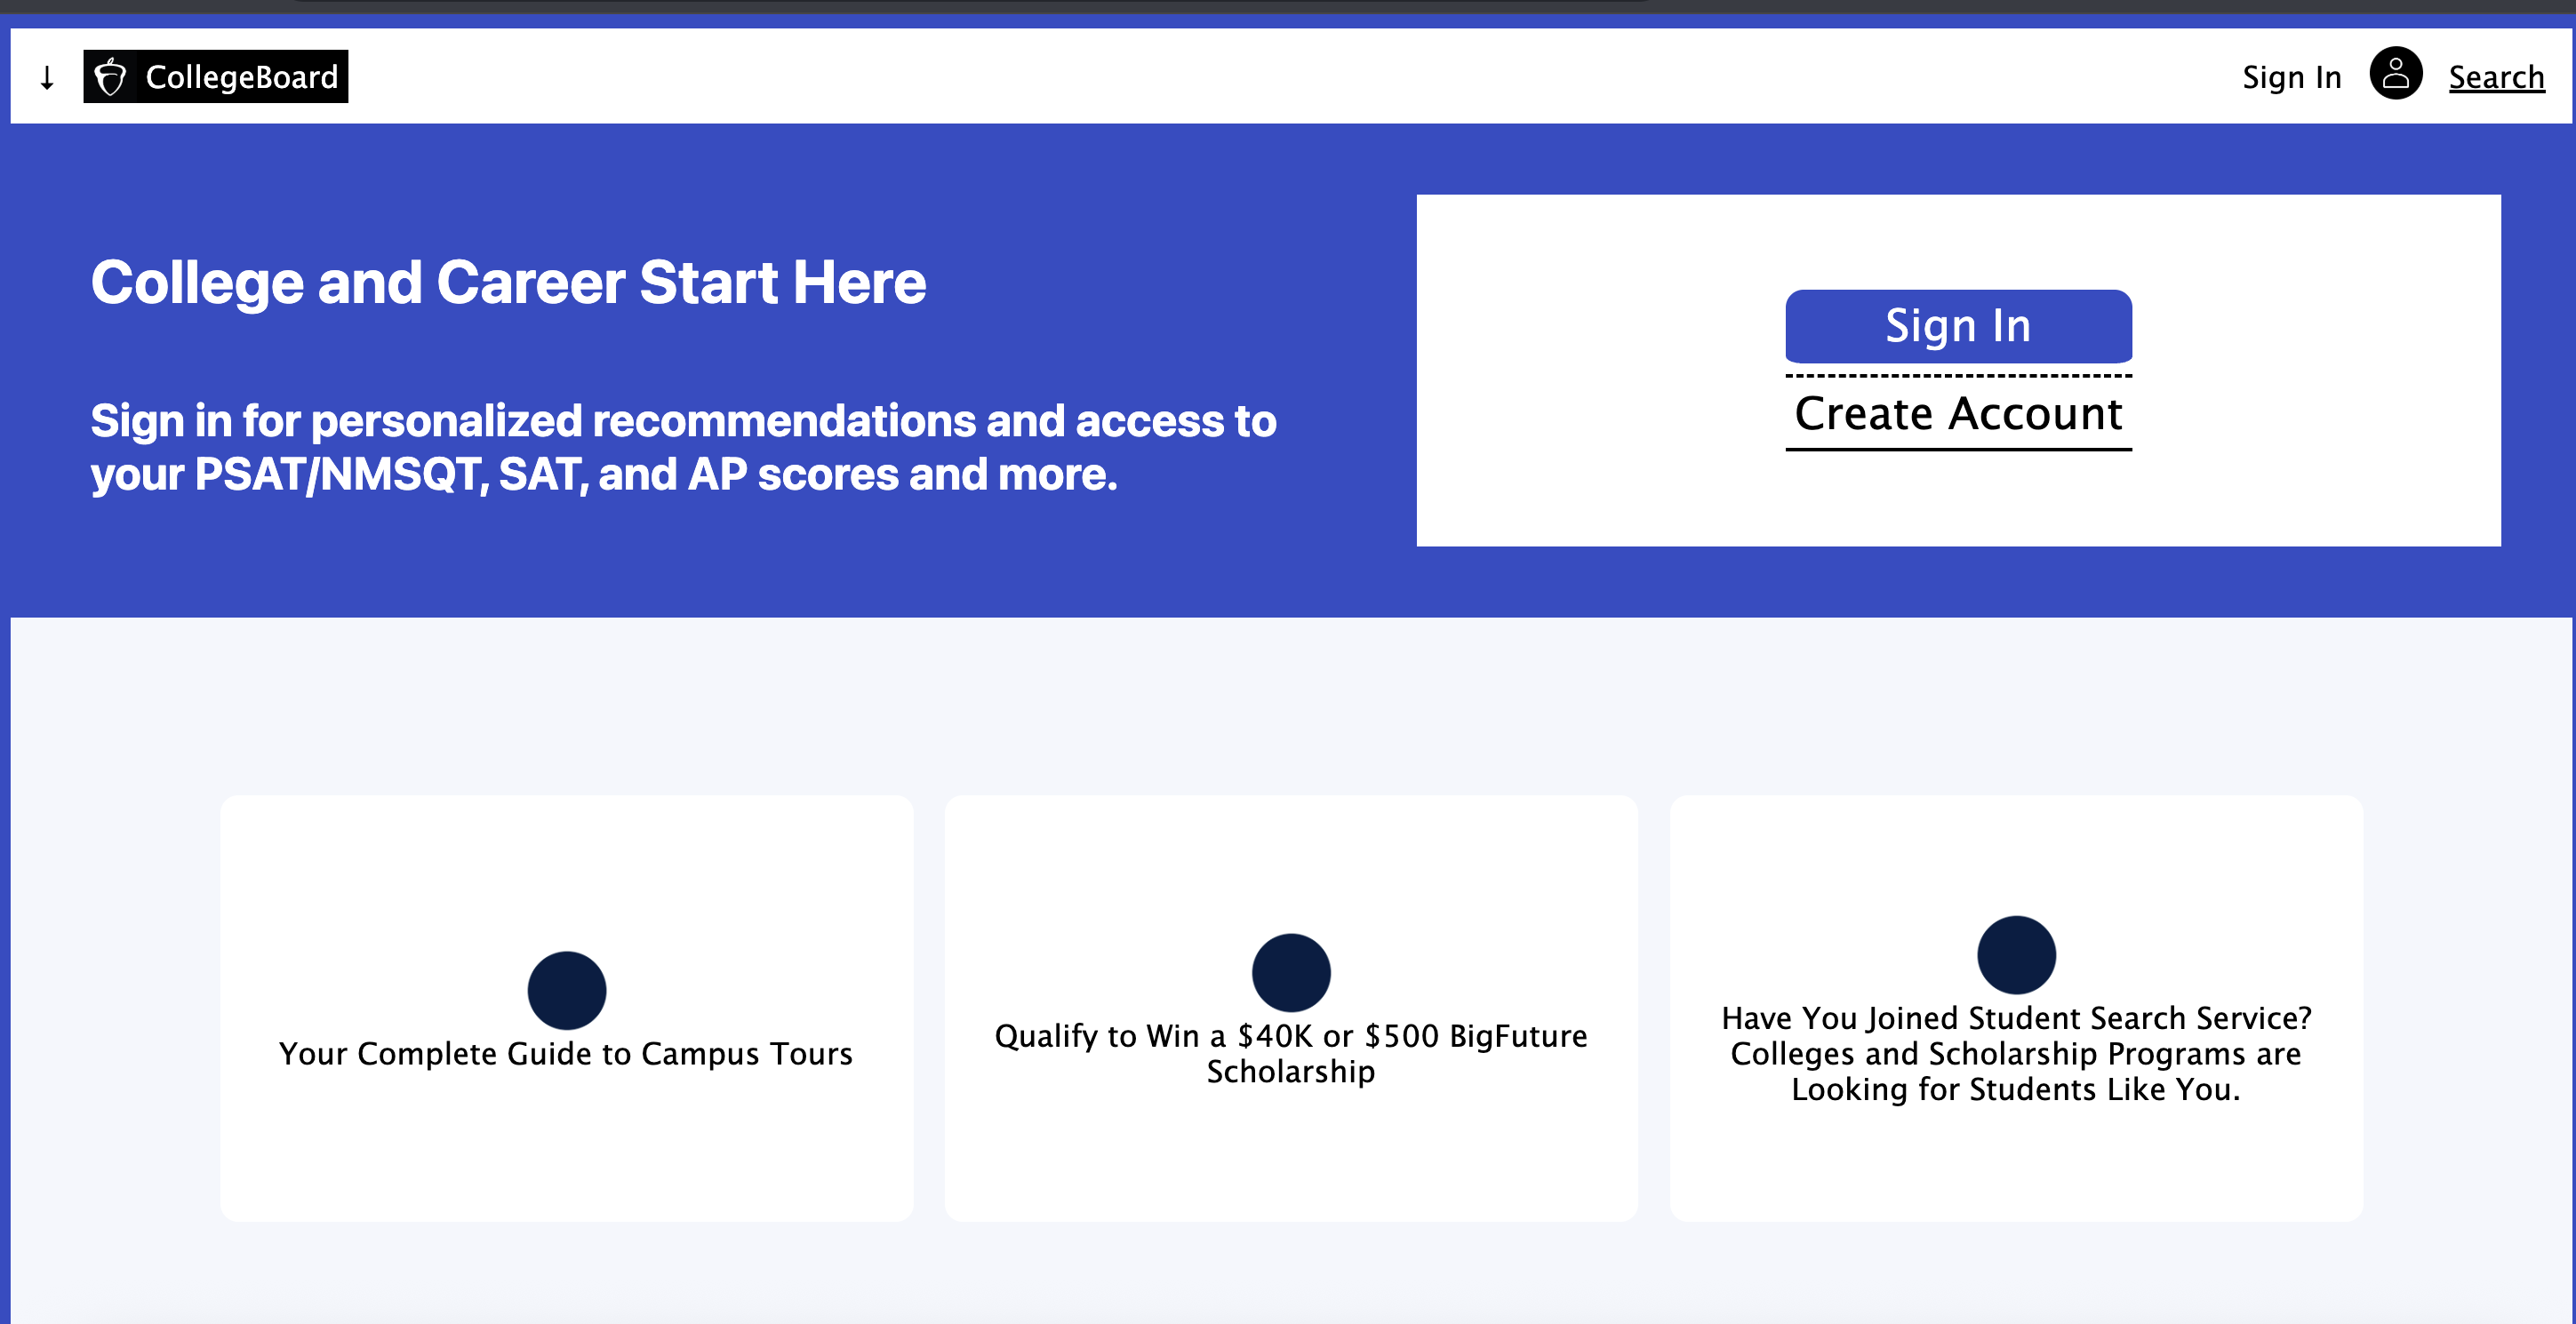 ↓ CollegeBoard
Sign In Search
College and Career Start Here
Sign in for personalized recommendations and access to
your PSAT/NMSQT, SAT, and AP scores and more.
Sign In
Create Account
Your Complete Guide to Campus Tours
Qualify to Win a $40K or $500 BigFuture
Scholarship
Have You Joined Student Search Service?
Colleges and Scholarship Programs are
Looking for Students Like You.